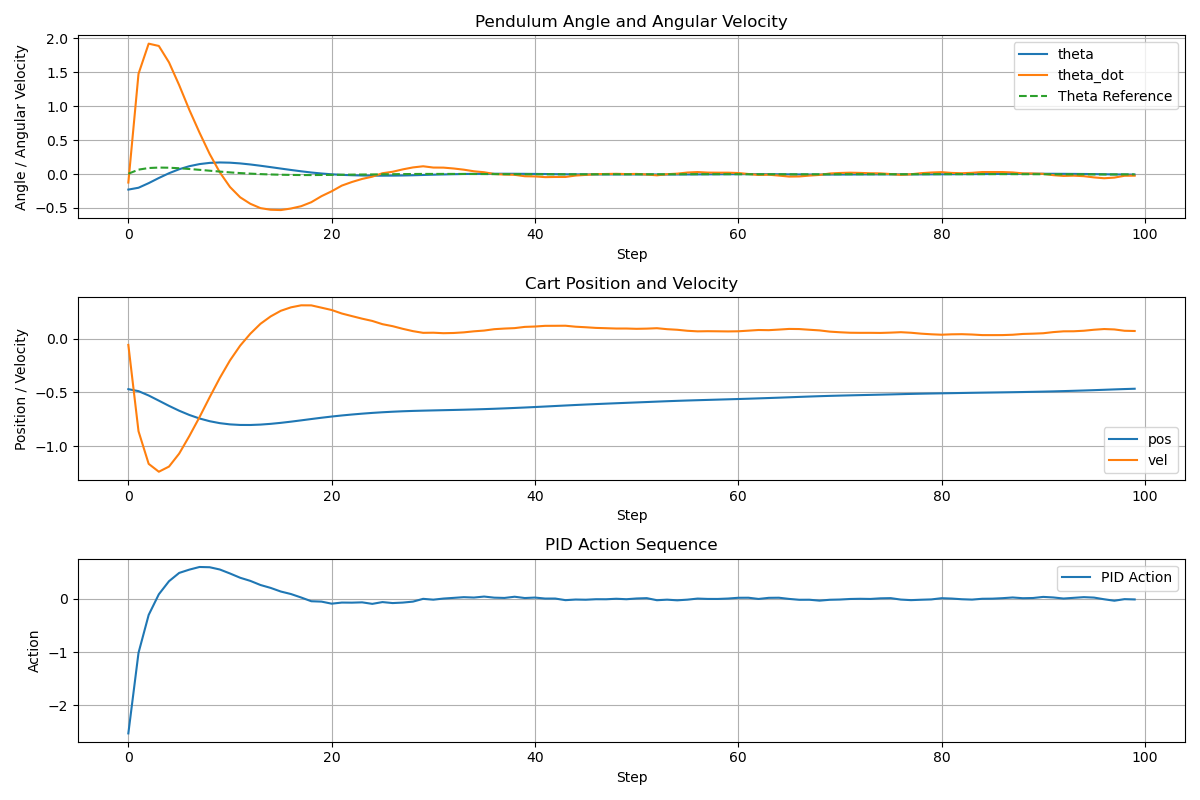 Pendulum Angle and Angular Velocity
Angle / Angular Velocity
2.0
1.5
1.0
0.5
0.0
−0.5
theta
theta_dot
Theta Reference
0 20 40 60 80 100
Step
Cart Position and Velocity
Position / Velocity
0.0
−0.5
−1.0
pos
vel
0 20 40 60 80 100
Step
PID Action Sequence
Action
0
−1
−2
PID Action
0 20 40 60 80 100
Step